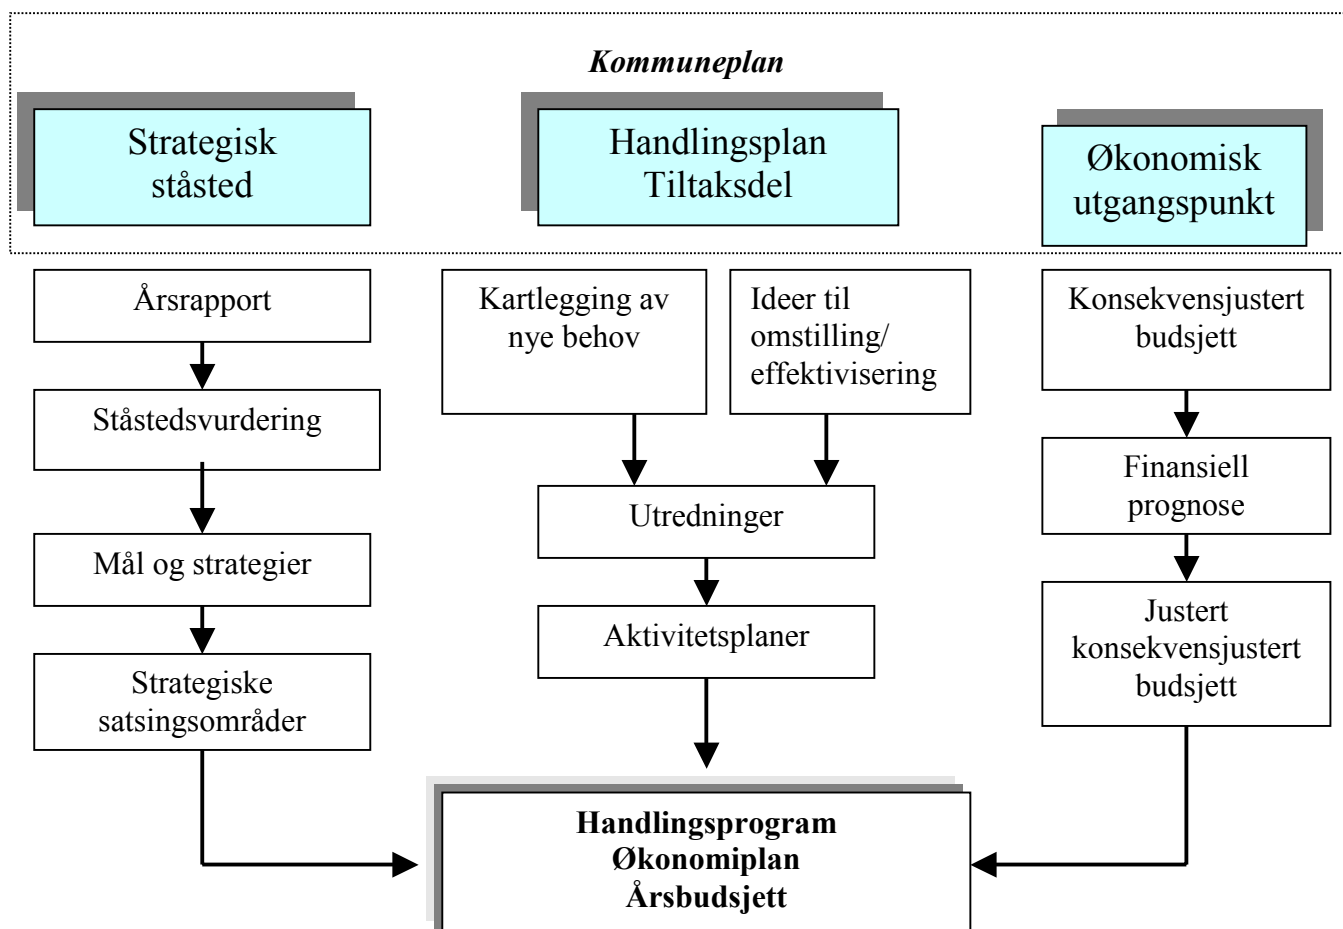 Kommuneplan
Strategisk
ståsted
Handlingsplan
Tiltaksdel
Økonomisk
utgangspunkt
Årsrapport
Ståstedsvurdering
Mål og strategier
Strategiske
satsingsområder
Kartlegging av
nye behov
Ideer til
omstilling/
effektivisering
Utredninger
Aktivitetsplaner
Konsekvensjustert
budsjett
Finansiell
prognose
Justert
konsekvensjustert
budsjett
Handlingsprogram
Økonomiplan
Årsbudsjett